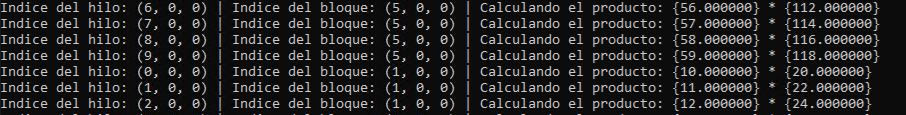 Indice del hilo: (6, 0, 0) | Indice del bloque: (5, 0, 0) | Calculando el producto: {56.000000} * {112.000000}
Indice del hilo: (7, 0, 0) | Indice del bloque: (5, 0, 0) | Calculando el producto: {57.000000} * {114.000000}
Indice del hilo: (8, 0, 0) | Indice del bloque: (5, 0, 0) | Calculando el producto: {58.000000} * {116.000000}
Indice del hilo: (9, 0, 0) | Indice del bloque: (5, 0, 0) | Calculando el producto: {59.000000} * {118.000000}
Indice del hilo: (0, 0, 0) | Indice del bloque: (1, 0, 0) | Calculando el producto: {10.000000} * {20.000000}
Indice del hilo: (1, 0, 0) | Indice del bloque: (1, 0, 0) | Calculando el producto: {11.000000} * {22.000000}
Indice del hilo: (2, 0, 0) | Indice del bloque: (1, 0, 0) | Calculando el producto: {12.000000} * {24.000000}